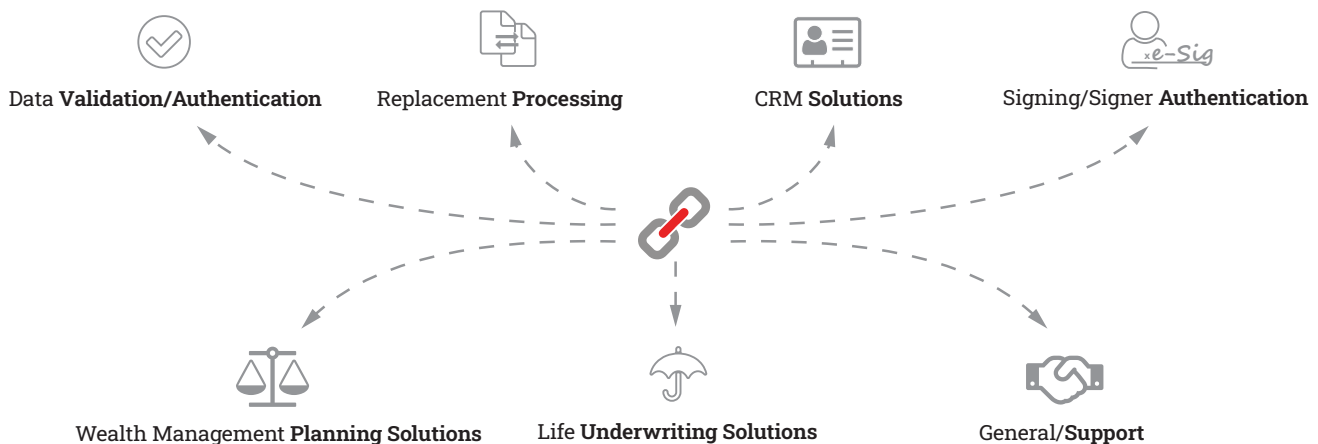 x e-Sig
Data Validation/Authentication
Replacement Processing
CRM Solutions
Signing/Signer Authentication
Wealth Management Planning Solutions
Life Underwriting Solutions
General/Support